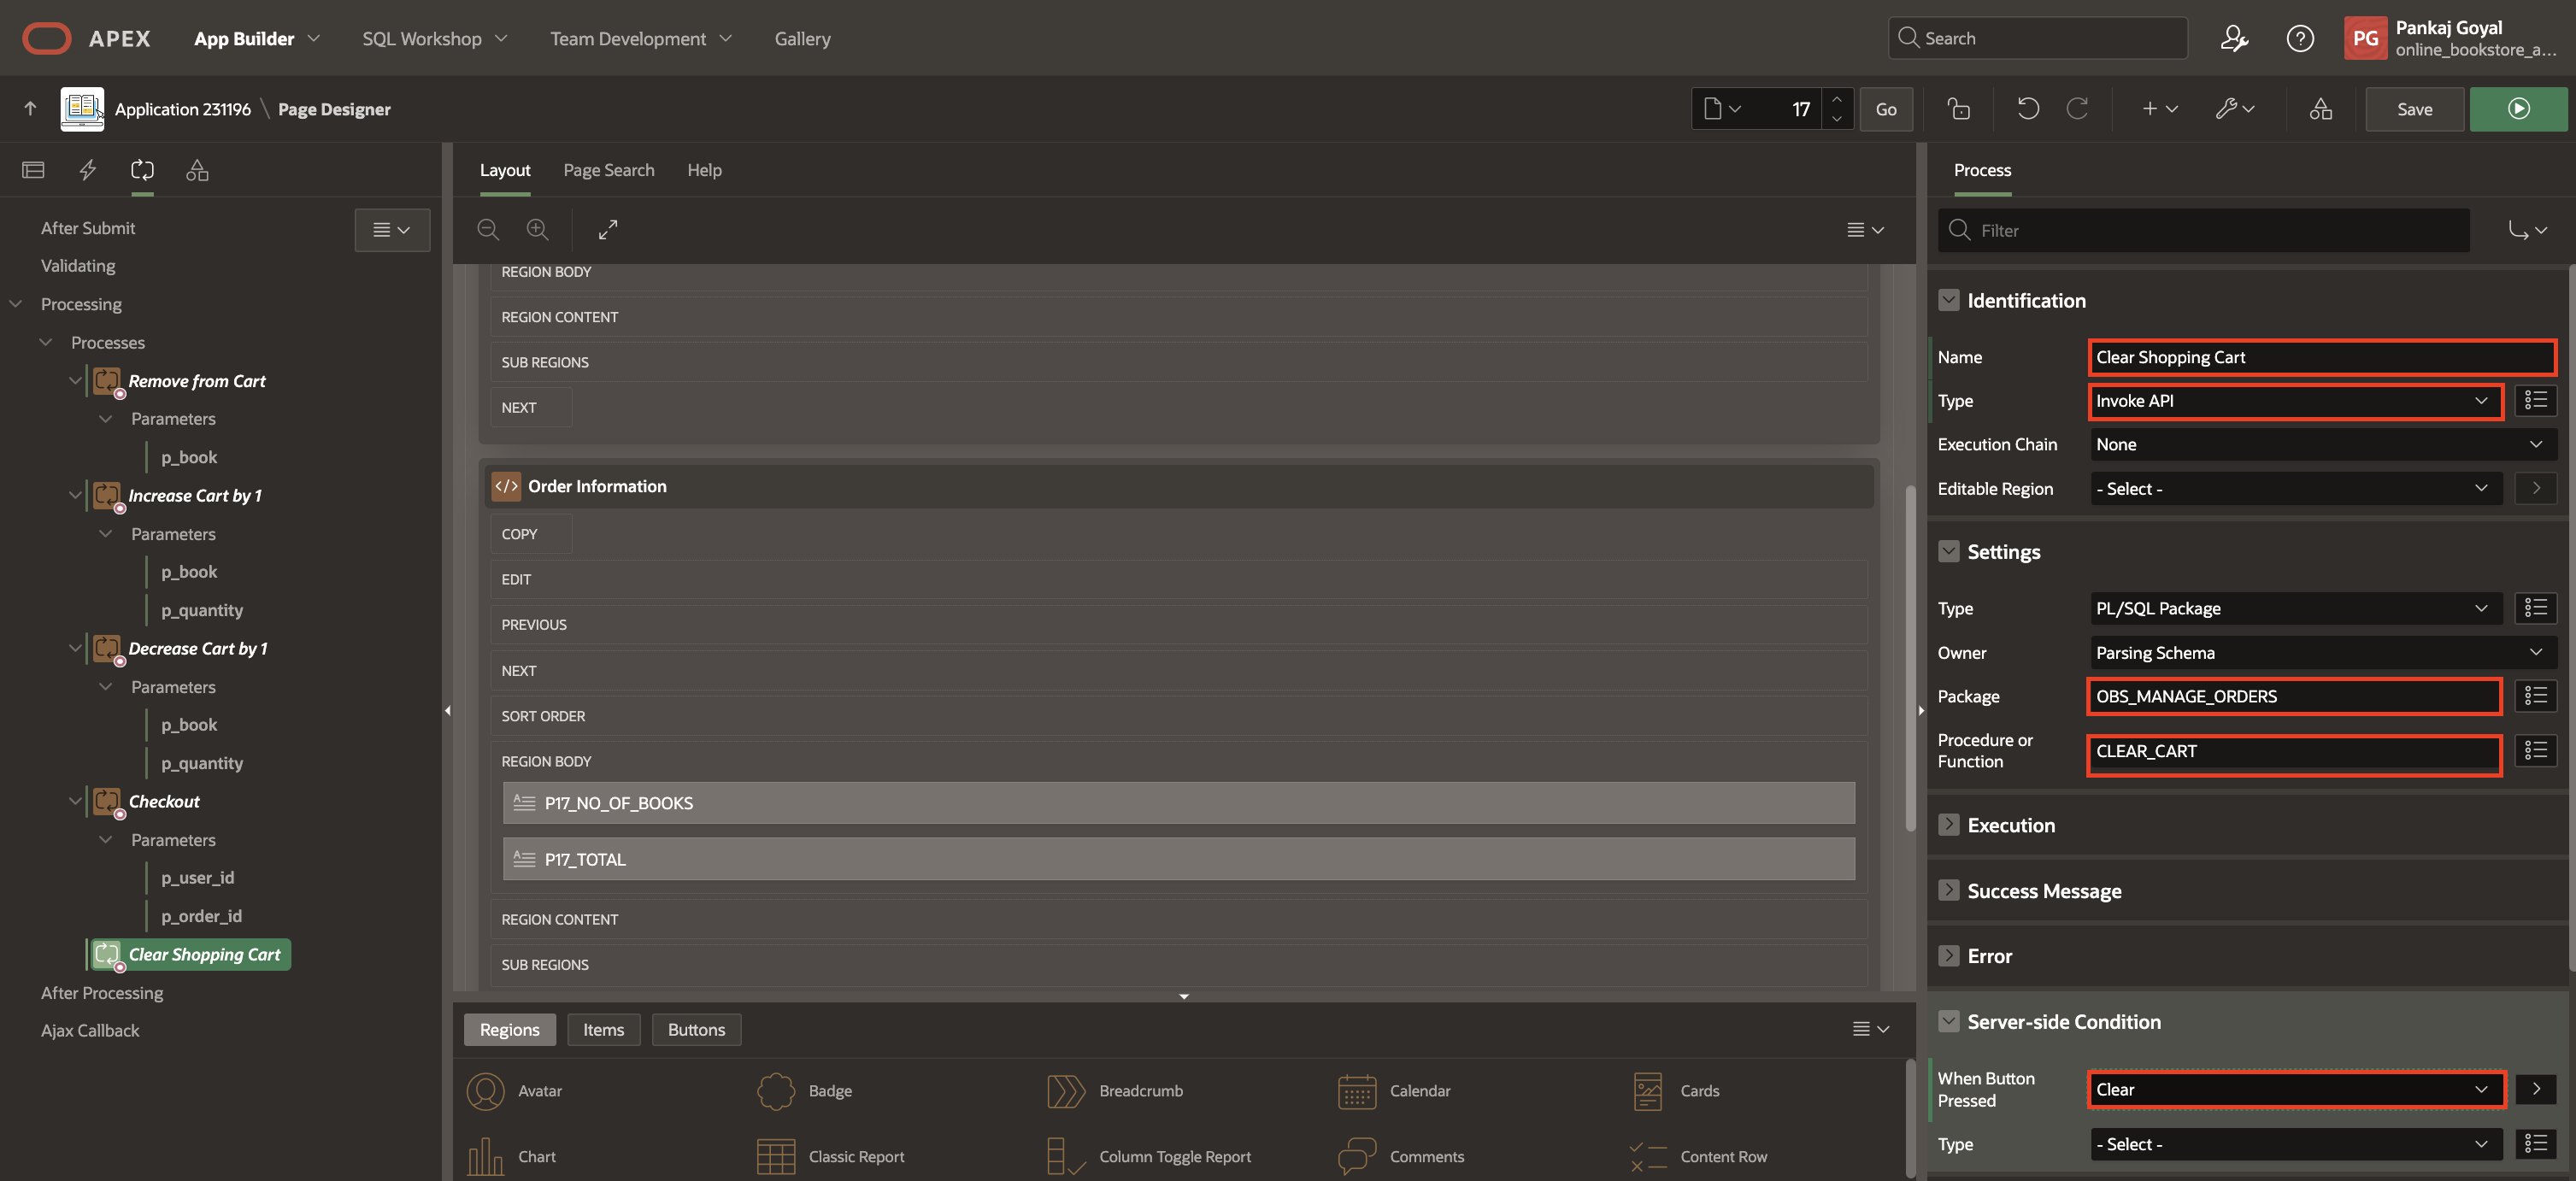 APEX App Builder SQL Workshop Team Development Gallery Search PG Pankaj Goyal
online_bookstore_a...
Application 231196 \ Page Designer 17 Go Save
Layout Page Search Help Process
After Submit
Filter
Validating
Processing
Processes
Remove from Cart
Parameters
p_book
Increase Cart by 1
Parameters
p_book
p_quantity
Decrease Cart by 1
Parameters
p_book
p_quantity
Checkout
Parameters
p_user_id
p_order_id
Clear Shopping Cart
After Processing
Ajax Callback
REGION BODY
REGION CONTENT
SUB REGIONS
NEXT
</> Order Information
COPY
EDIT
PREVIOUS
NEXT
SORT ORDER
REGION BODY
P17_NO_OF_BOOKS
P17_TOTAL
REGION CONTENT
SUB REGIONS
Regions Items Buttons
Avatar Badge Breadcrumb Calendar Cards
Chart Classic Report Column Toggle Report Comments Content Row
Identification
Name Clear Shopping Cart
Type Invoke API
Execution Chain None
Editable Region - Select -
Settings
Type PL/SQL Package
Owner Parsing Schema
Package OBS_MANAGE_ORDERS
Procedure or
Function CLEAR_CART
Execution
Success Message
Error
Server-side Condition
When Button
Pressed Clear
Type - Select -